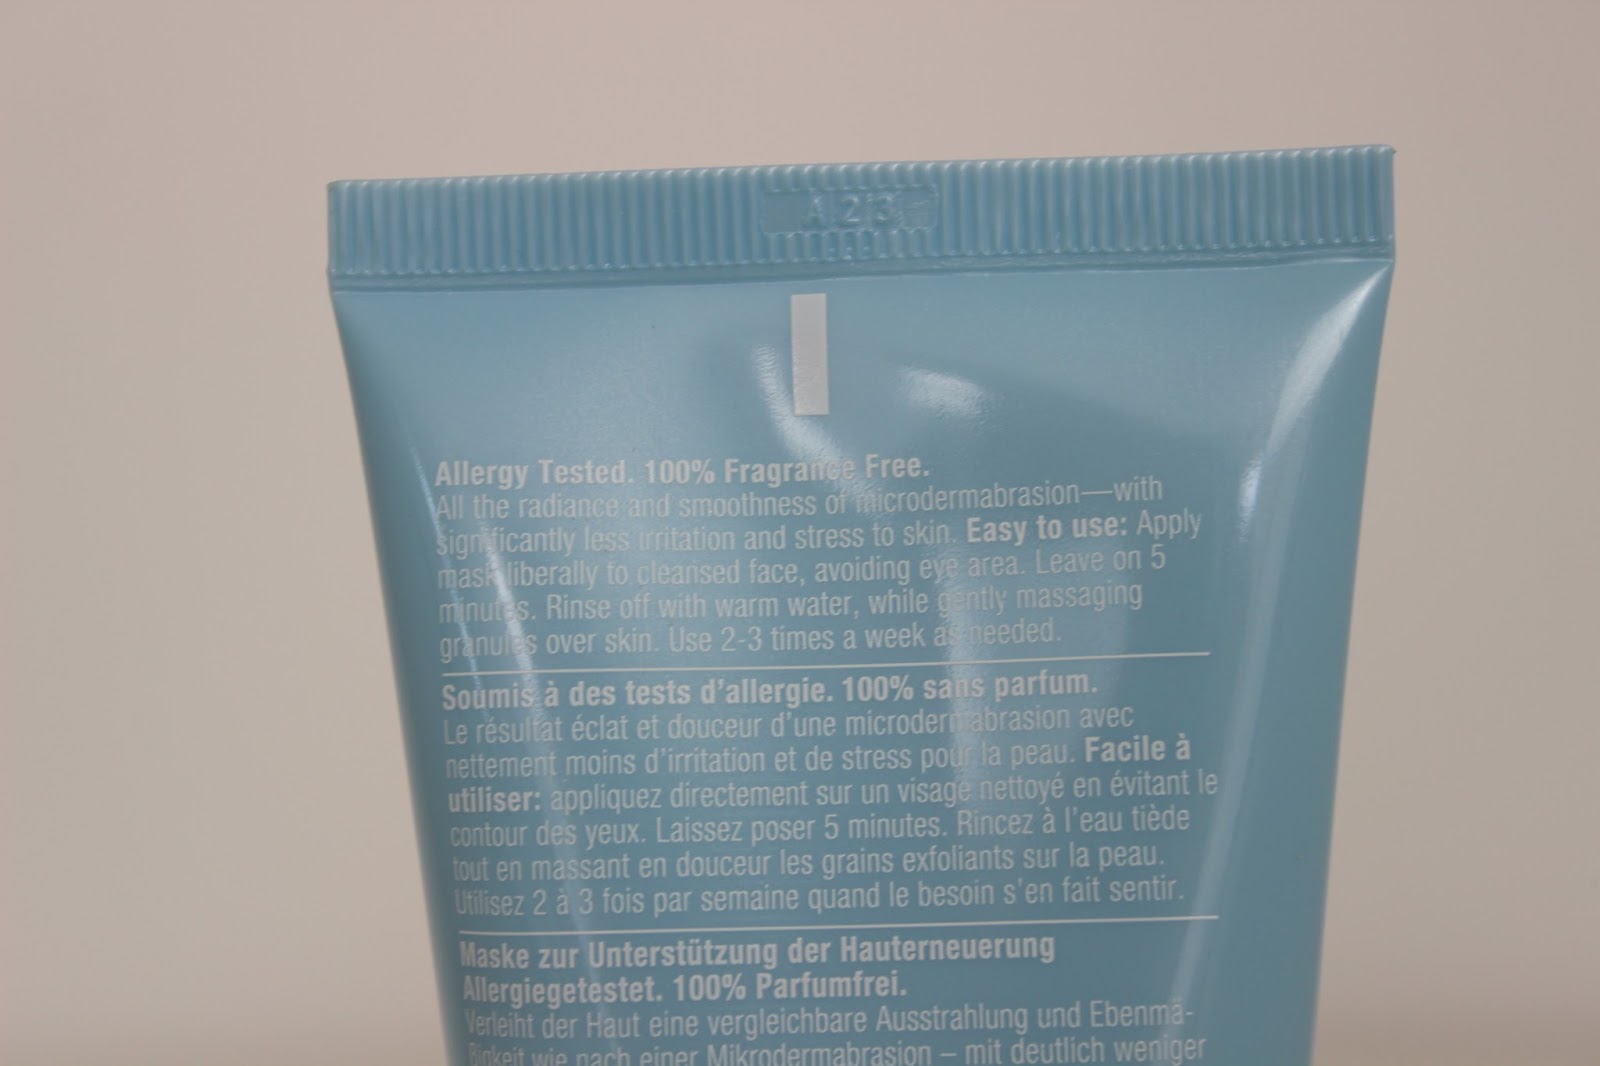 A23
Allergy Tested. 100% Fragrance Free.
All the radiance and smoothness of microdermabrasion—with
significantly less irritation and stress to skin. Easy to use: Apply
mask liberally to cleansed face, avoiding eye area. Leave on 5
minutes. Rinse off with warm water, while gently massaging
granules over skin. Use 2-3 times a week as needed.
Soumis à des tests d'allergie. 100% sans parfum.
Le résultat éclat et douceur d'une microdermabrasion avec
nettement moins d'irritation et de stress pour la peau. Facile à
utiliser: appliquez directement sur un visage nettoyé en évitant le
contour des yeux. Laissez poser 5 minutes. Rincez à l'eau tiède
tout en massant en douceur les grains exfoliants sur la peau.
Utilisez 2 à 3 fois par semaine quand le besoin s'en fait sentir.
Maske zur Unterstützung der Hauterneuerung
Allergiegetestet. 100% Parfumfrei.
Verleiht der Haut eine vergleichbare Ausstrahlung und Ebenmä-
ßigkeit wie nach einer Mikrodermabrasion – mit deutlich weniger